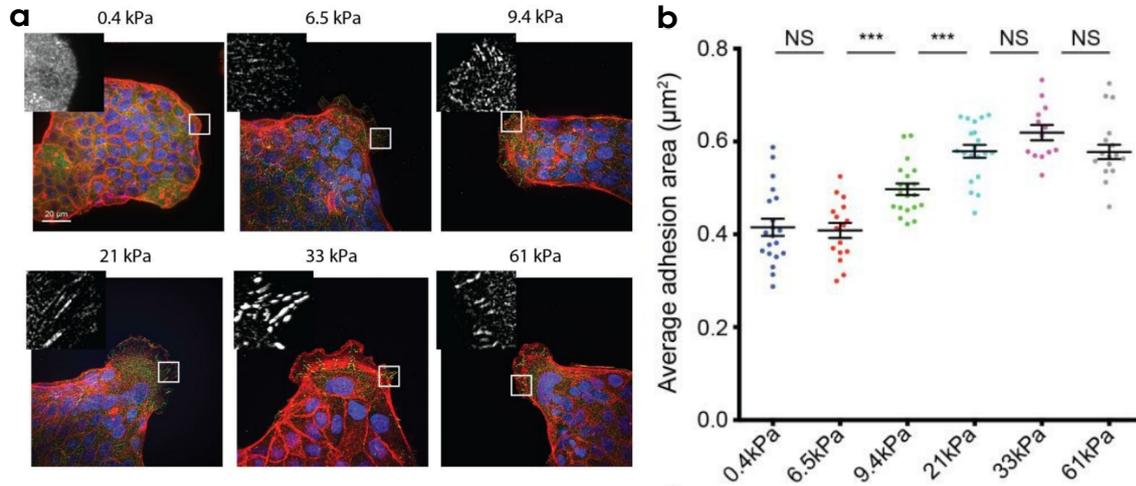 a
0.4 kPa
6.5 kPa
9.4 kPa
20 µm
21 kPa
33 kPa
61 kPa
b
NS
***
***
NS
NS
Average adhesion area (µm²)
0.8
0.6
0.4
0.2
0.0
0.4kPa
6.5kPa
9.4kPa
21kPa
33kPa
61kPa